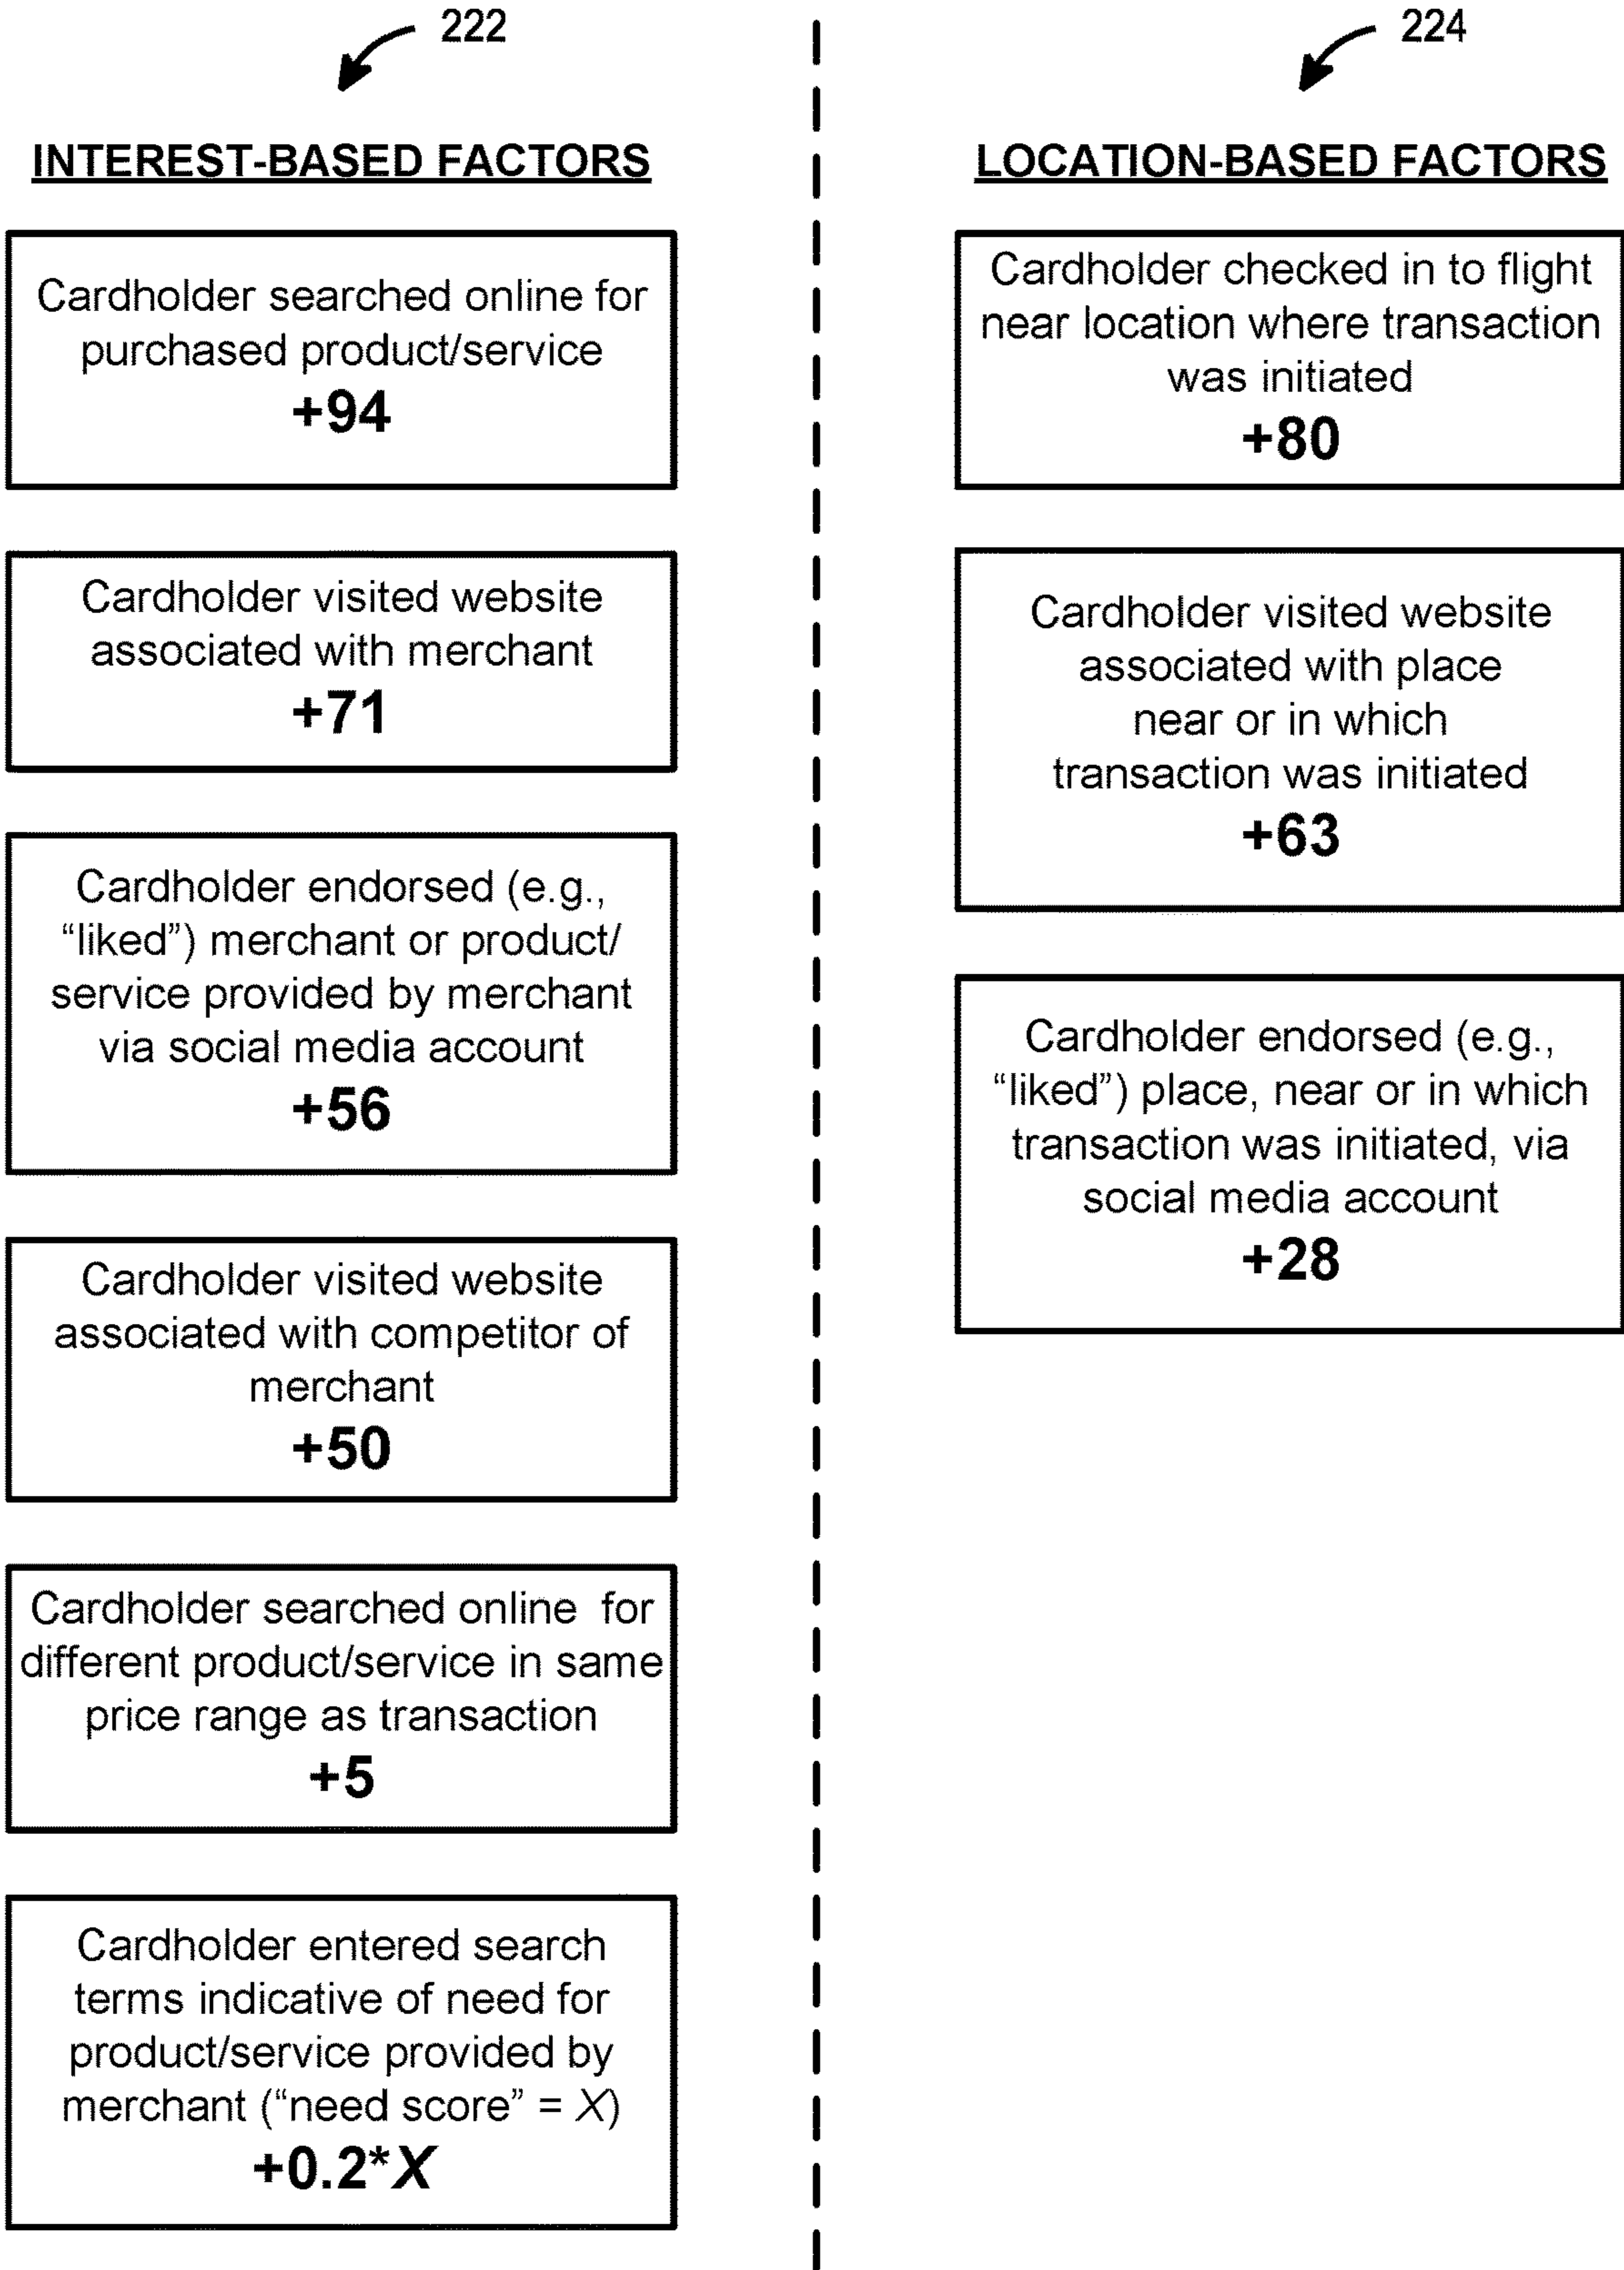 222
INTEREST-BASED FACTORS
Cardholder searched online for
purchased product/service
+94
Cardholder visited website
associated with merchant
+71
Cardholder endorsed (e.g.,
“liked”) merchant or product/
service provided by merchant
via social media account
+56
Cardholder visited website
associated with competitor of
merchant
+50
Cardholder searched online for
different product/service in same
price range as transaction
+5
Cardholder entered search
terms indicative of need for
product/service provided by
merchant (“need score” = X)
+0.2*X
224
LOCATION-BASED FACTORS
Cardholder checked in to flight
near location where transaction
was initiated
+80
Cardholder visited website
associated with place
near or in which
transaction was initiated
+63
Cardholder endorsed (e.g.,
“liked”) place, near or in which
transaction was initiated, via
social media account
+28